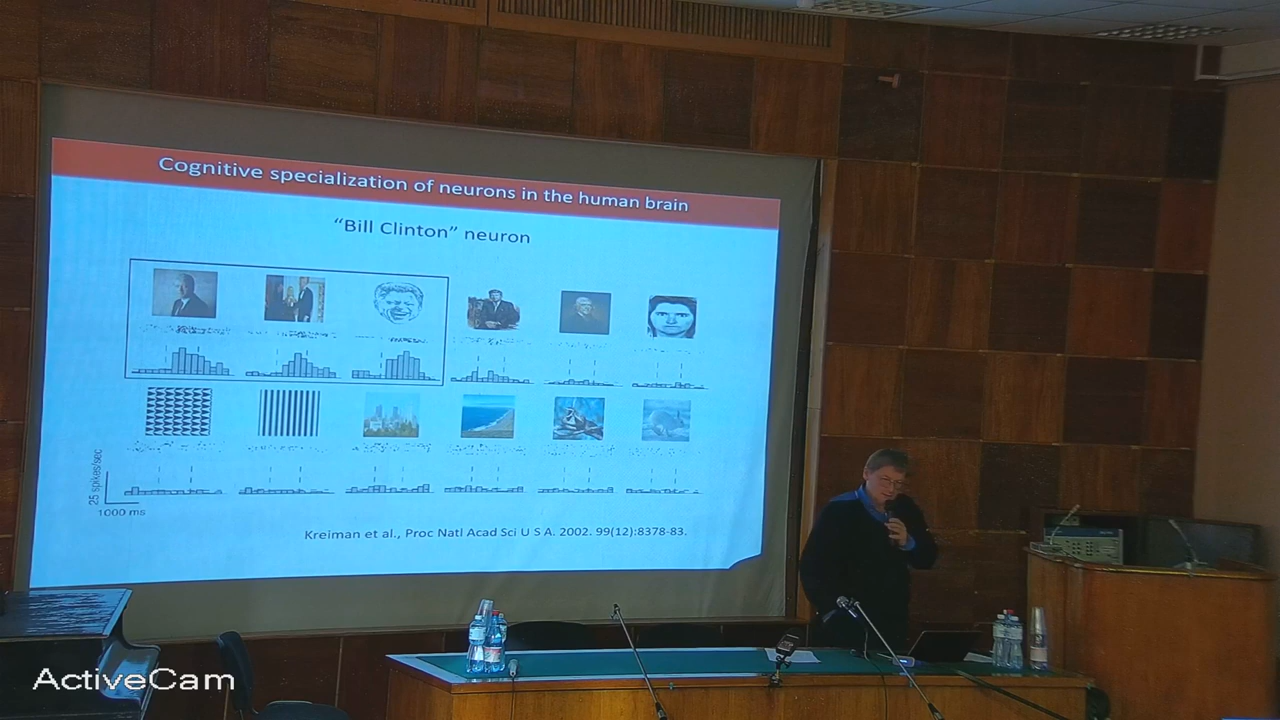 Cognitive specialization of neurons in the human brain
“Bill Clinton” neuron
25 spikes/sec
1000 ms
Kreiman et al., Proc Natl Acad Sci U S A. 2002. 99(12):8378-83.
ActiveCam